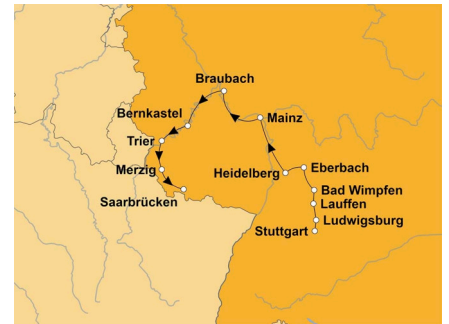 Braubach
Bernkastel
Mainz
Trier
Merzig
Heidelberg
Eberbach
Bad Wimpfen
Saarbrücken
Lauffen
Ludwigsburg
Stuttgart